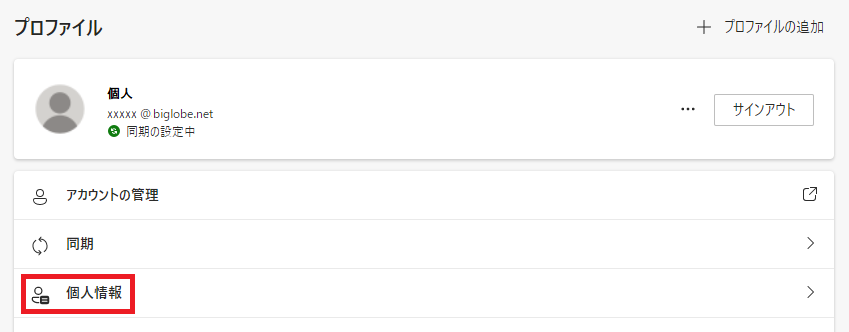 プロファイル
プロファイルの追加
個人
xxxxx @ biglobe.net
同期の設定中
サインアウト
アカウントの管理
同期
個人情報